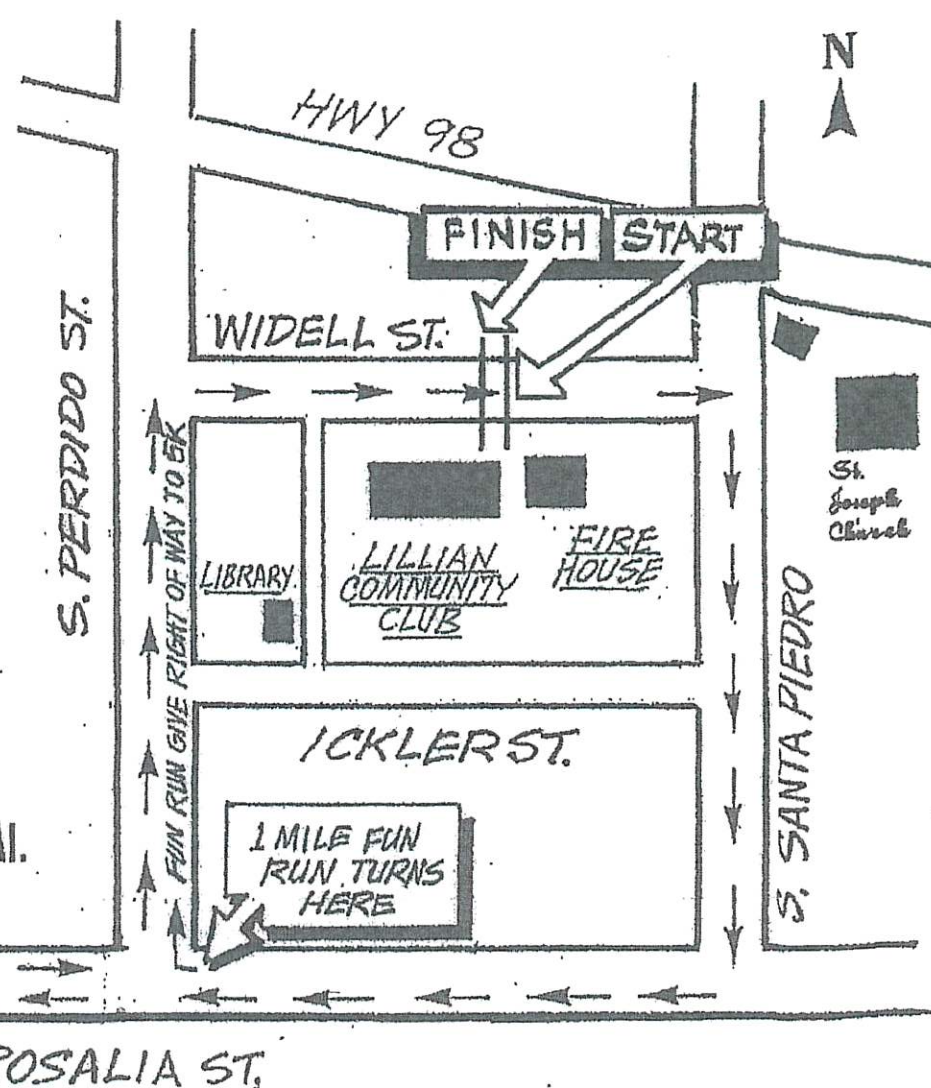 N
HWY 98
FINISH
START
WIDELL ST.
S. PERDIDO ST.
FUN RUN GIVE RIGHT OF WAY TO 5K
LIBRARY
LILLIAN
COMMUNITY
CLUB
FIRE
HOUSE
St.
Joseph
Church
S. SANTA PIEDRO
ICKLER ST.
1 MILE FUN
RUN TURNS
HERE
OSALIA ST.